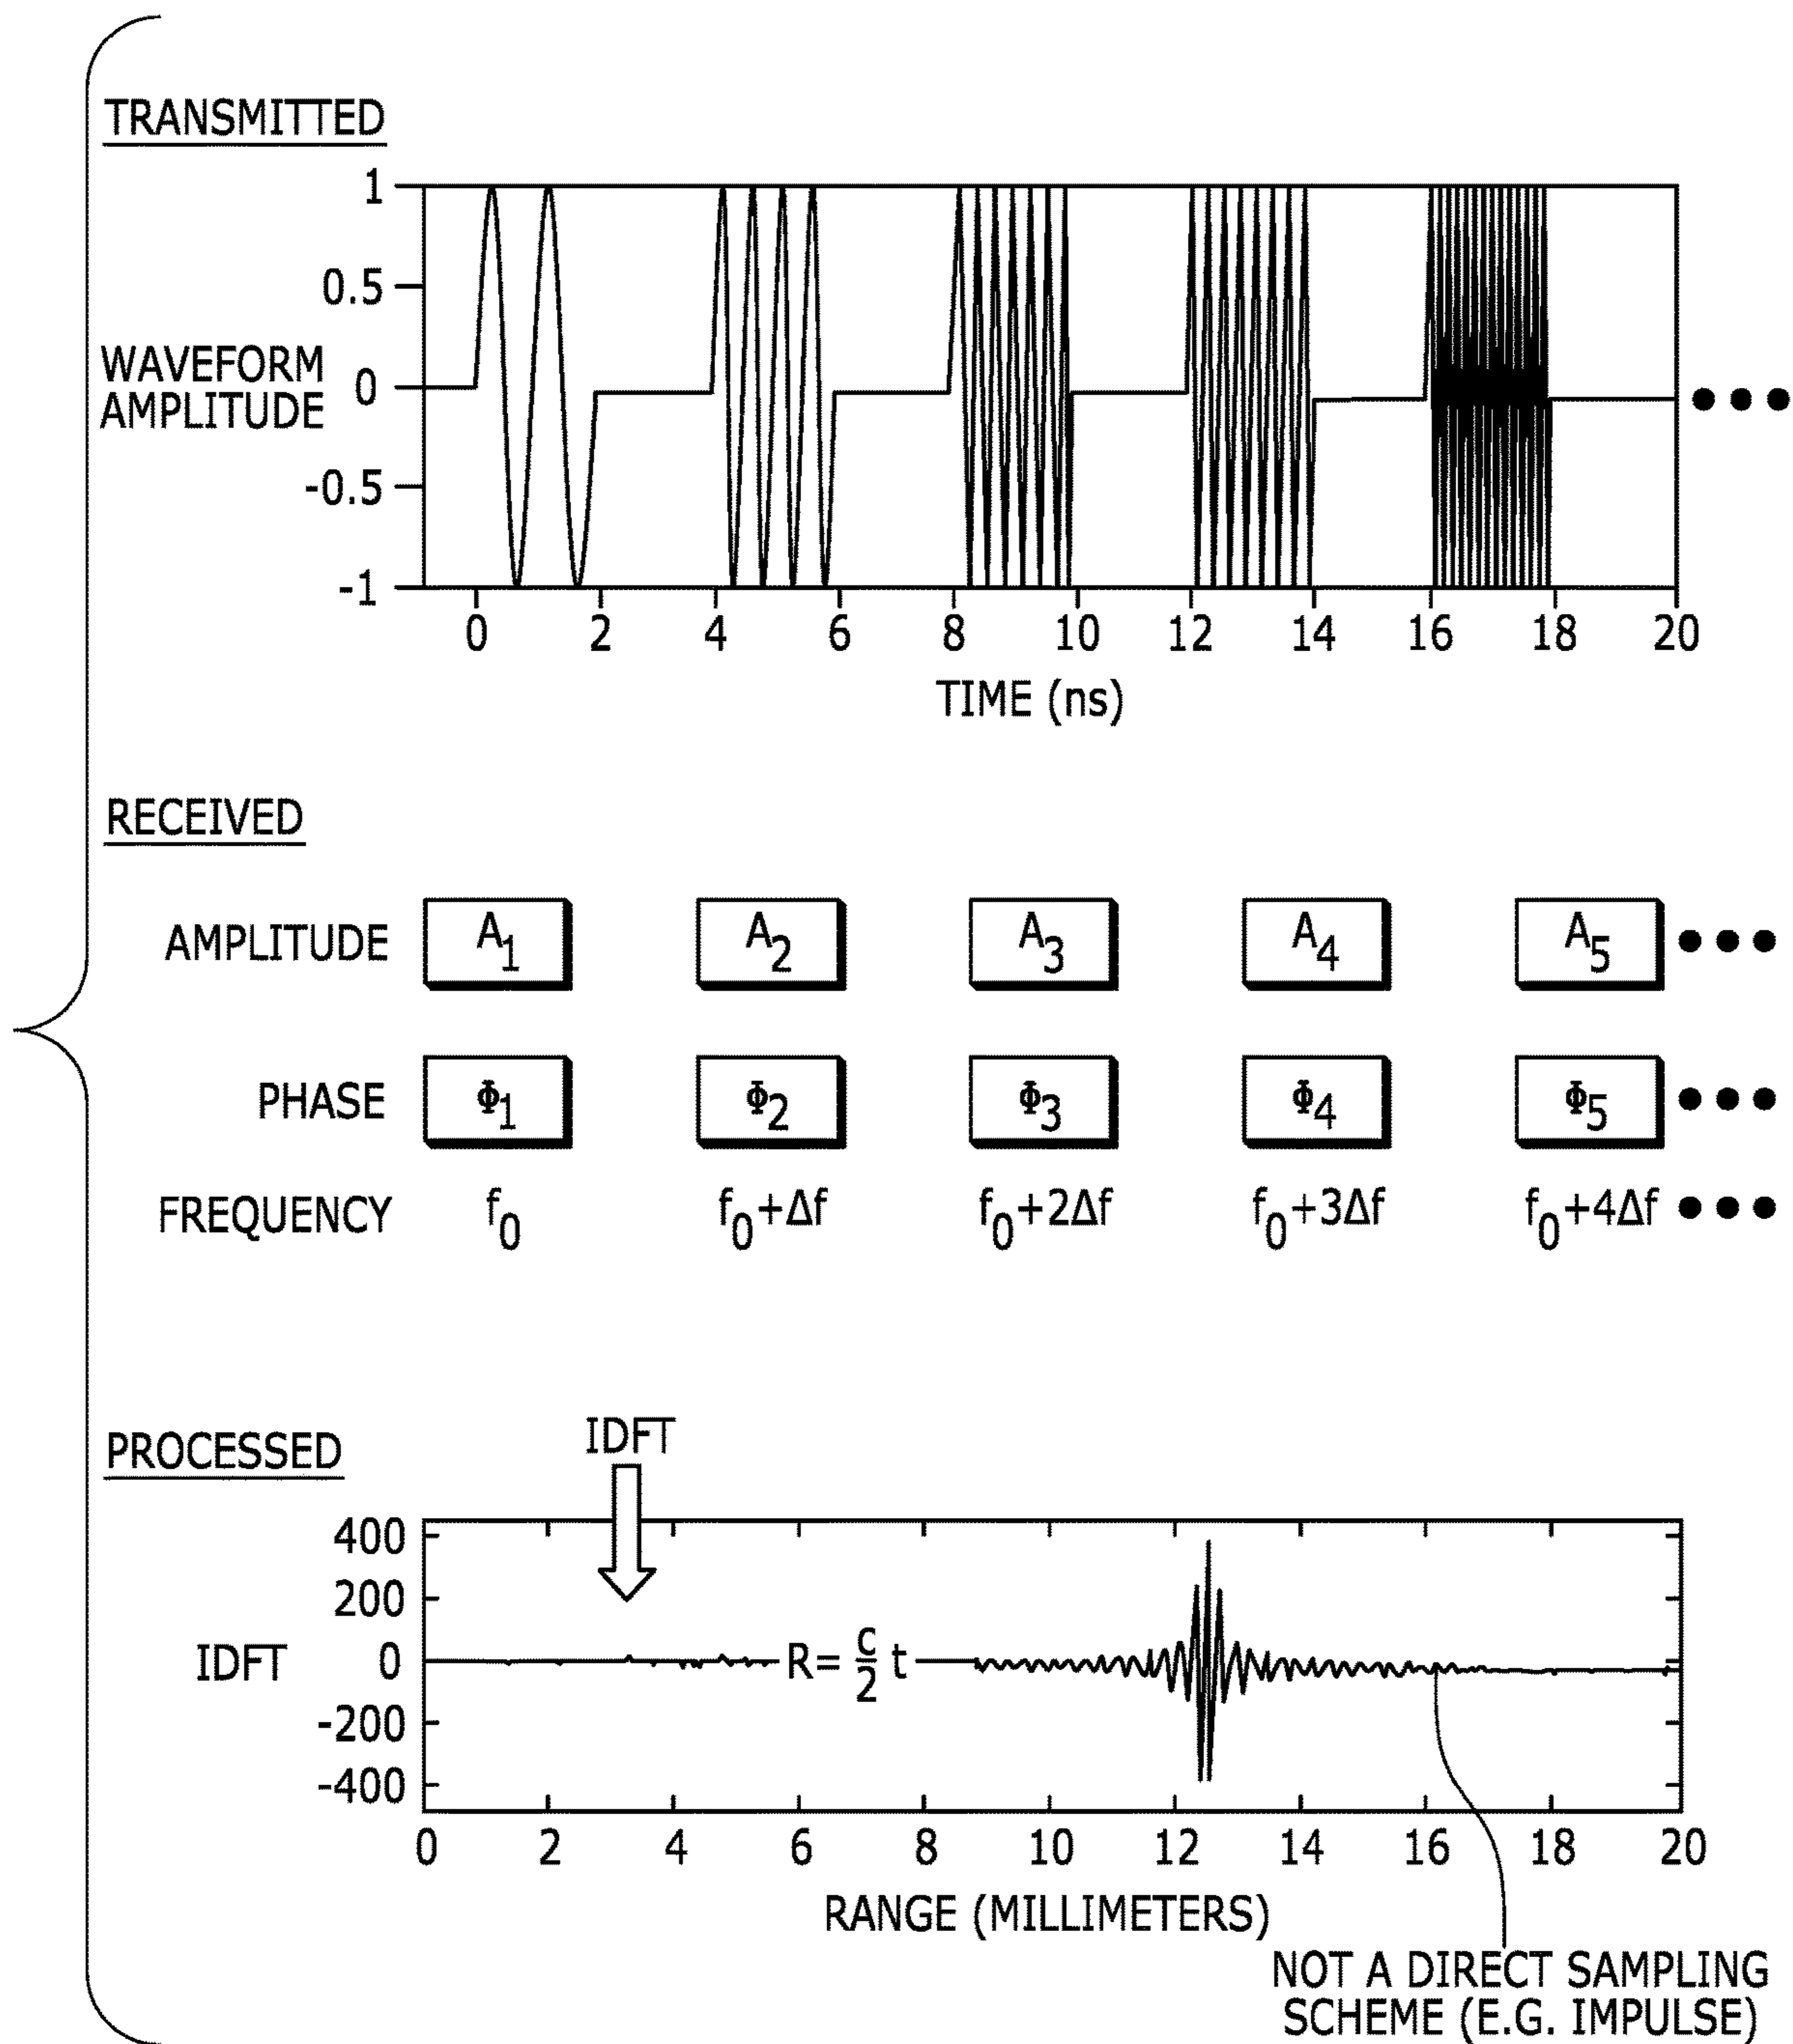 TRANSMITTED
1
0.5
WAVEFORM
AMPLITUDE
0
-0.5
-1
0 2 4 6 8 10 12 14 16 18 20
TIME (ns)
RECEIVED
AMPLITUDE A1 A2 A3 A4 A5
PHASE Φ1 Φ2 Φ3 Φ4 Φ5
FREQUENCY f0 f0+Δf f0+2Δf f0+3Δf f0+4Δf
PROCESSED
IDFT
400
200
IDFT 0
R= c/2 t
-200
-400
0 2 4 6 8 10 12 14 16 18 20
RANGE (MILLIMETERS)
NOT A DIRECT SAMPLING
SCHEME (E.G. IMPULSE)